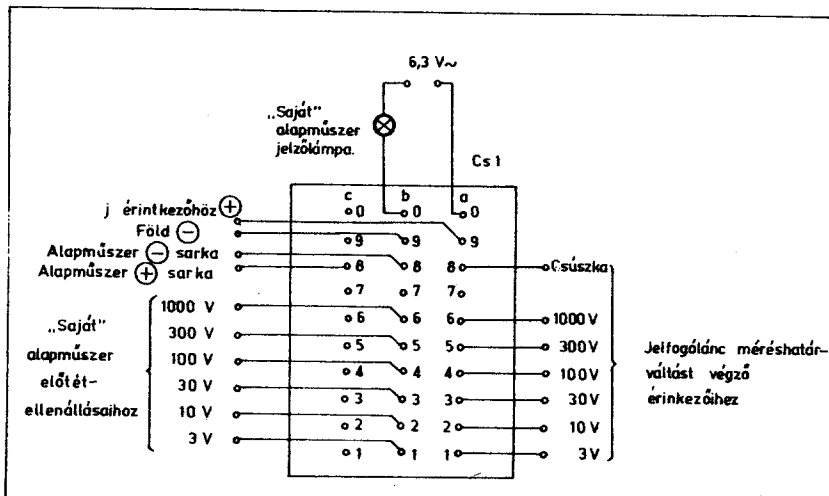 6,3 V~
„Saját”
alapműszer
jelzőlámpa.
Cs 1
c b a
j érintkezőhöz ⊕ 0 0 0
Föld ⊖ 9 9 9
Alapműszer ⊖ sarka
Alapműszer ⊕ sarka 8 8 8 Csúszka
7 7 7
1000 V 6 6 6 1000 V
300 V 5 5 5 300 V
100 V 4 4 4 100 V
30 V 3 3 3 30 V
10 V 2 2 2 10 V
3 V 1 1 1 3 V
„Saját”
alapműszer
előtét-
ellenállásaihoz
Jelfogólánc méréshatár-
váltást végző
érinkezőihez